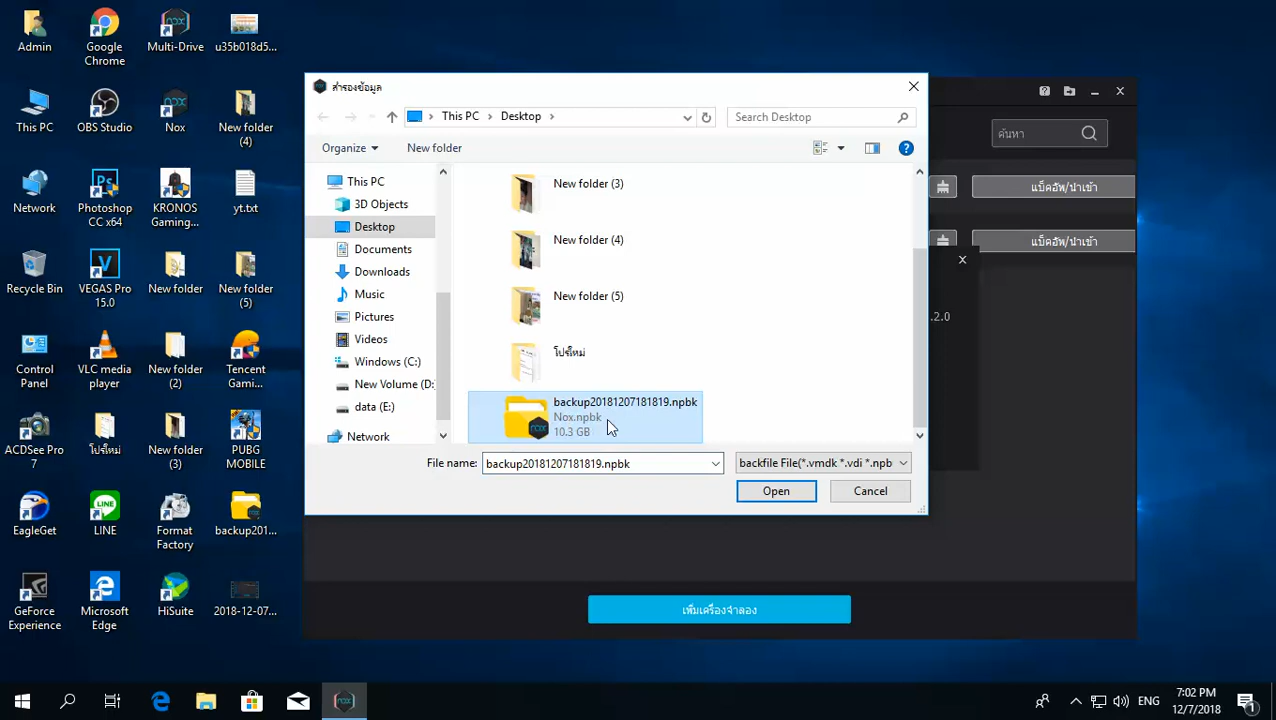 Admin
Google
Chrome
Multi-Drive
u35b018d5...
This PC
OBS Studio
Nox
New folder
(4)
Network
Photoshop
CC x64
KRONOS
Gaming...
yt.txt
Recycle Bin
VEGAS Pro
15.0
New folder
New folder
(5)
Control
Panel
VLC media
player
New folder
(2)
Tencent
Gami...
ACDSee Pro
7
โปรใหม่
Format
Factory
PUBG
MOBILE
EagleGet
LINE
backup201...
GeForce
Experience
Microsoft
Edge
HiSuite
2018-12-07...
สำรองข้อมูล
This PC
Desktop
Search Desktop
Organize
New folder
This PC
3D Objects
Desktop
Documents
Downloads
Music
Pictures
Videos
Windows (C:)
New Volume (D:
data (E:)
Network
New folder (3)
New folder (4)
New folder (5)
โปรใหม่
backup20181207181819.npbk
Nox.npbk
10.3 GB
File name:
backup20181207181819.npbk
backfile File(*.vmdk *.vdi *.npb
Open
Cancel
ค้นหา
แบ็คอัพ/นำเข้า
แบ็คอัพ/นำเข้า
.2.0
เพิ่มเครื่องจำลอง
ENG
7:02 PM
12/7/2018
1